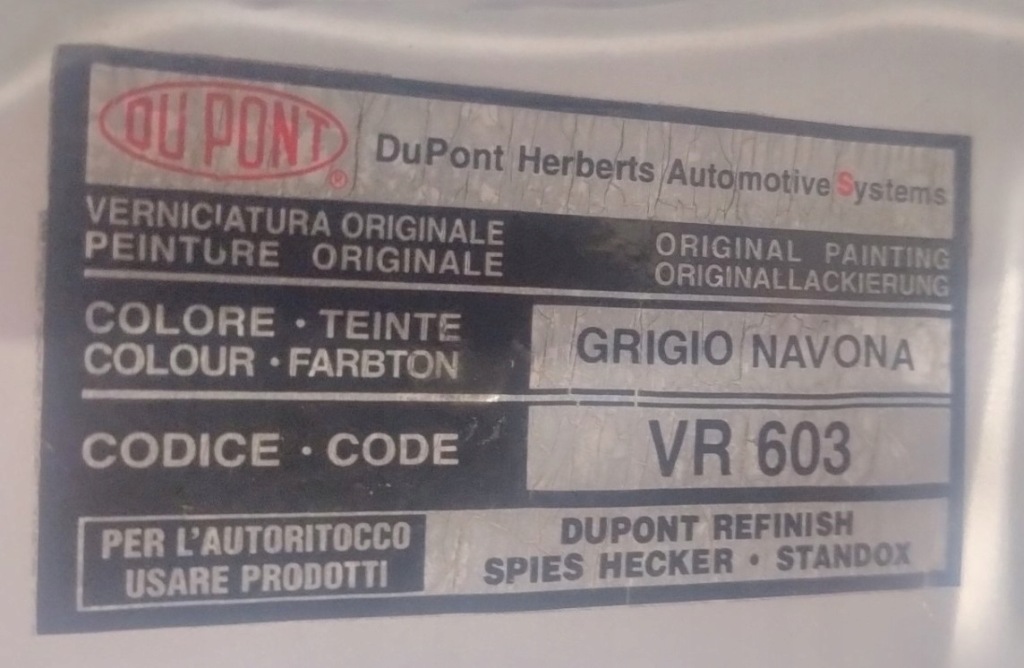 DU PONT ®
DuPont Herberts Automotive Systems
VERNICIATURA ORIGINALE
PEINTURE ORIGINALE
ORIGINAL PAINTING
ORIGINALLACKIERUNG
COLORE · TEINTE
COLOUR · FARBTON
GRIGIO NAVONA
CODICE · CODE
VR 603
PER L'AUTORITOCCO
USARE PRODOTTI
DUPONT REFINISH
SPIES HECKER · STANDOX